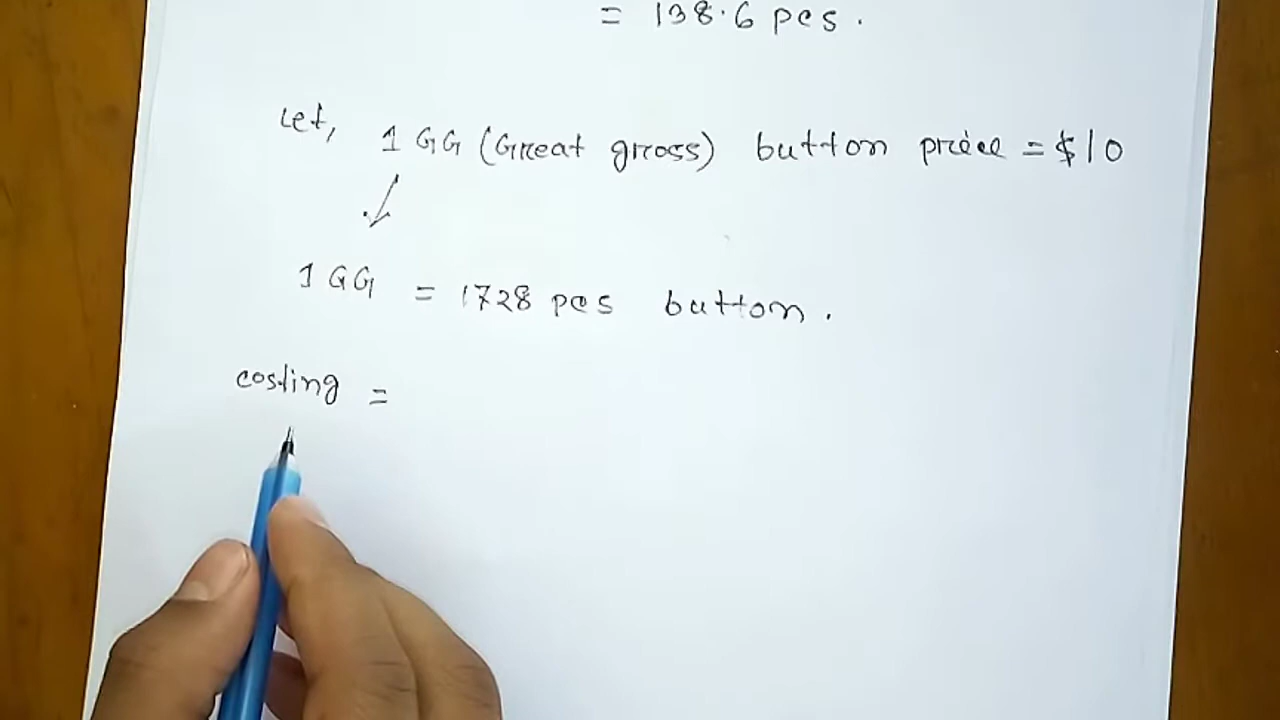 = 138.6 pcs.
Let, 1 GG (Great gross) button price = $10
1 GG = 1728 pcs button.
costing =